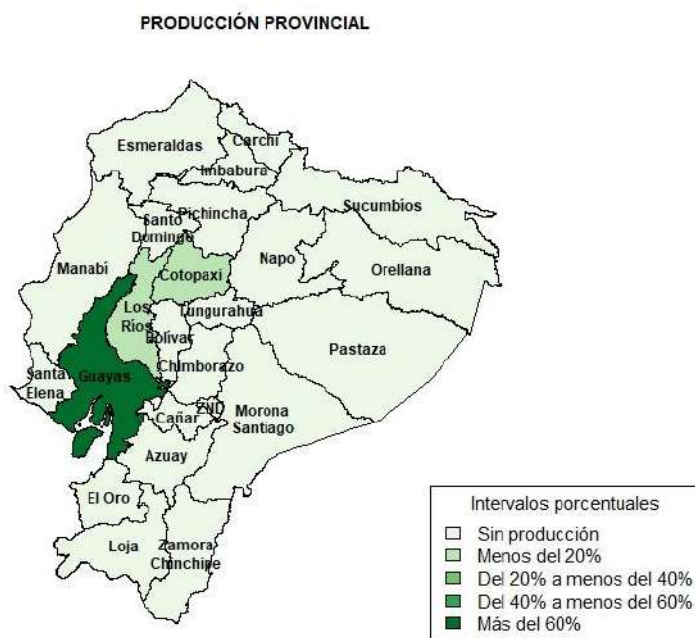 PRODUCCIÓN PROVINCIAL
Esmeraldas
Carchi
Imbabura
Sucumbíos
Pichincha
Santo
Domingo
Manabí
Cotopaxi
Napo
Orellana
Los
Ríos
Tungurahua
Bolívar
Pastaza
Santa
Elena
Guayas
Chimborazo
ZND
Cañar
Morona
Santiago
Azuay
El Oro
Loja
Zamora
Chinchipe
Intervalos porcentuales
Sin producción
Menos del 20%
Del 20% a menos del 40%
Del 40% a menos del 60%
Más del 60%